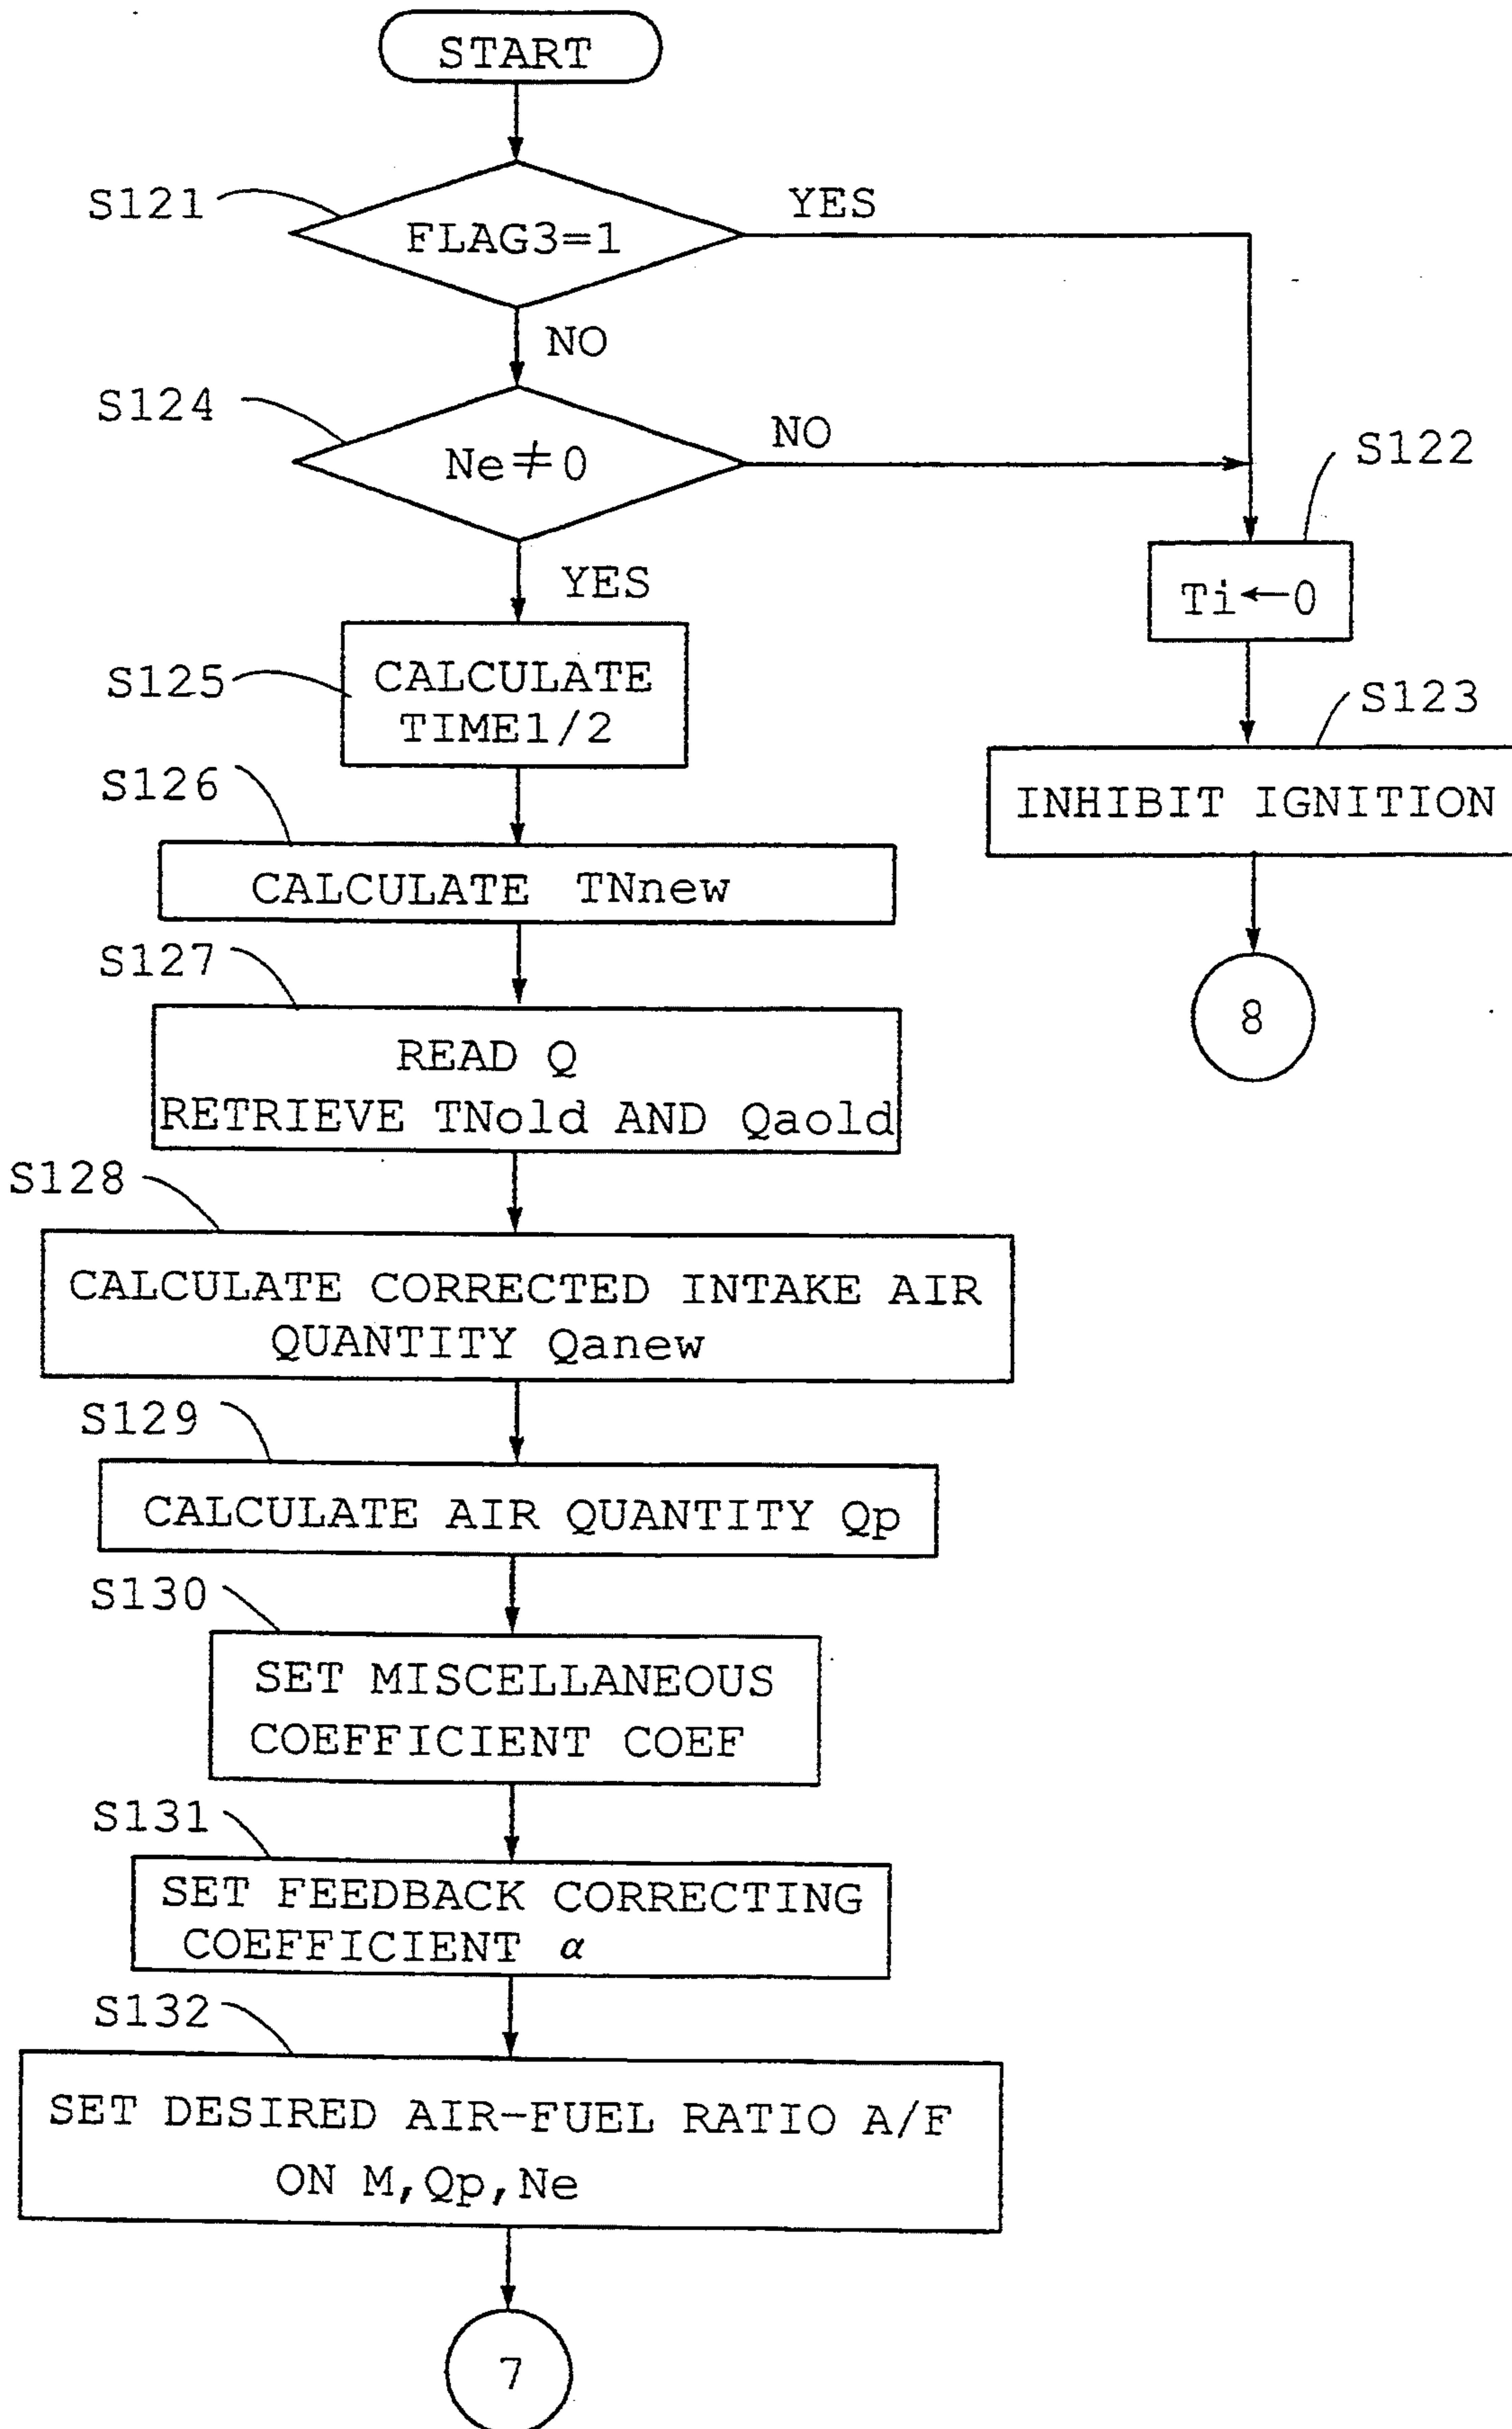 START
S121
FLAG3=1
YES
NO
S124
Ne≠0
NO
YES
S122
Ti←0
S123
INHIBIT IGNITION
8
S125
CALCULATE
TIME1/2
S126
CALCULATE TNnew
S127
READ Q
RETRIEVE TNold AND Qaold
S128
CALCULATE CORRECTED INTAKE AIR
QUANTITY Qanew
S129
CALCULATE AIR QUANTITY Qp
S130
SET MISCELLANEOUS
COEFFICIENT COEF
S131
SET FEEDBACK CORRECTING
COEFFICIENT α
S132
SET DESIRED AIR-FUEL RATIO A/F
ON M,Qp,Ne
7